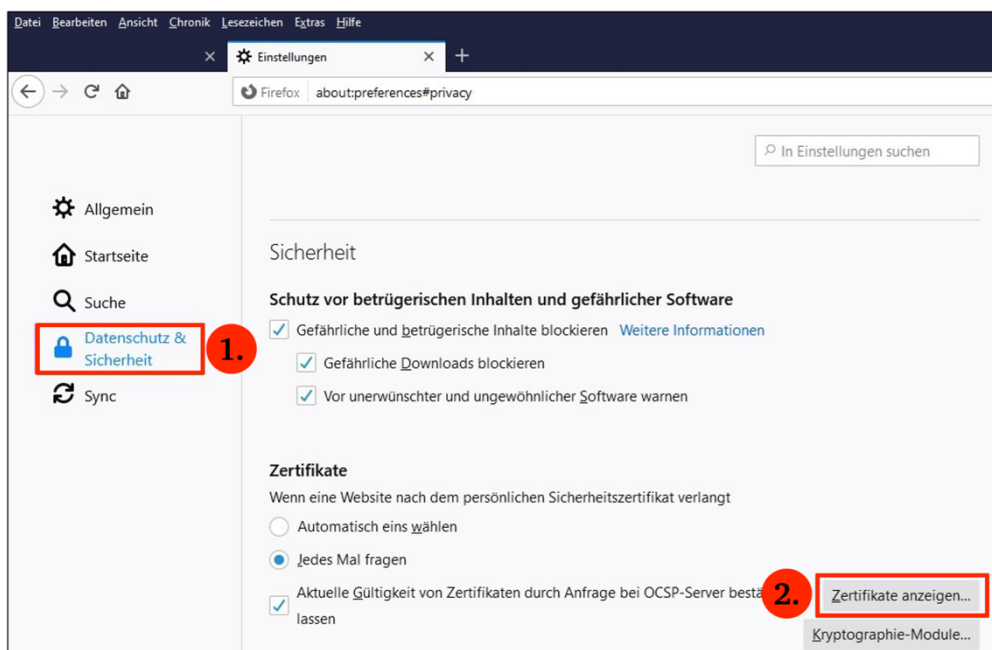 Datei Bearbeiten Ansicht Chronik Lesezeichen Extras Hilfe
Einstellungen
Firefox about:preferences#privacy
In Einstellungen suchen
Allgemein
Startseite
Suche
Datenschutz &
Sicherheit
1.
Sync
Sicherheit
Schutz vor betrügerischen Inhalten und gefährlicher Software
Gefährliche und betrügerische Inhalte blockieren Weitere Informationen
Gefährliche Downloads blockieren
Vor unerwünschter und ungewöhnlicher Software warnen
Zertifikate
Wenn eine Website nach dem persönlichen Sicherheitszertifikat verlangt
Automatisch eins wählen
Jedes Mal fragen
Aktuelle Gültigkeit von Zertifikaten durch Anfrage bei OCSP-Server bestä
lassen
2.
Zertifikate anzeigen...
Kryptographie-Module...